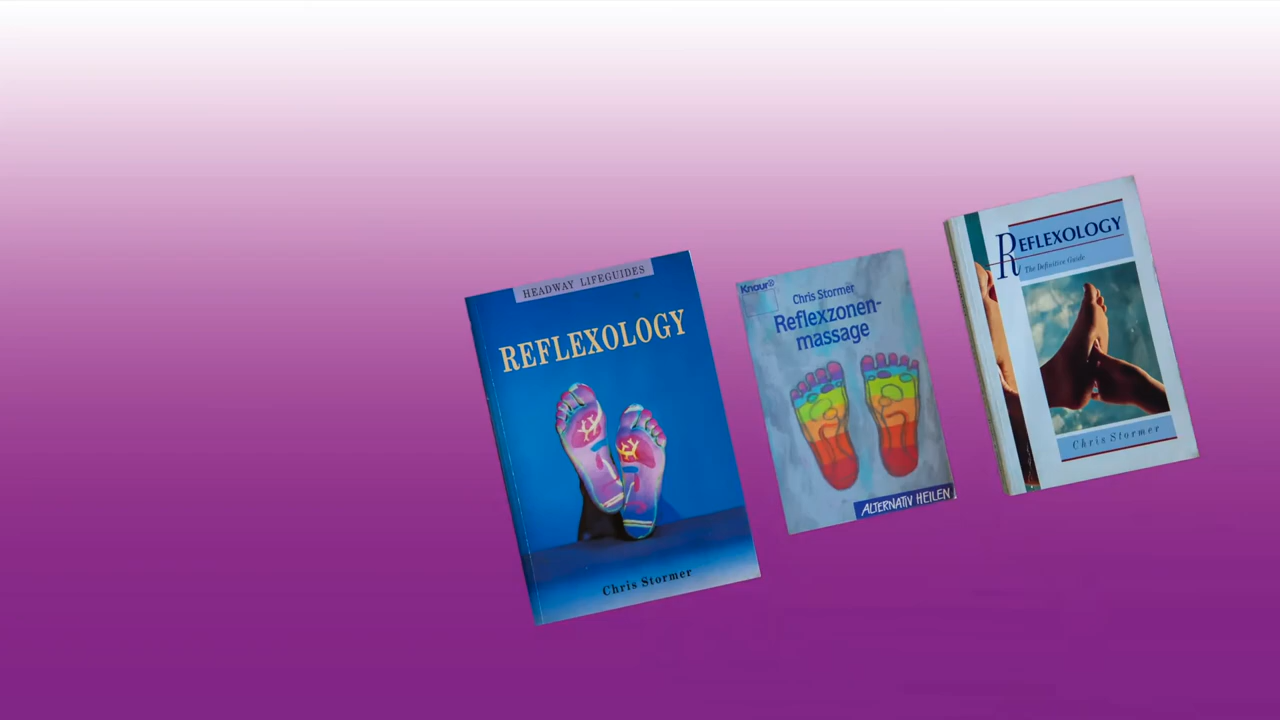 HEADWAY LIFEGUIDES
REFLEXOLOGY
Chris Stormer
Knaur®
Chris Stormer
Reflexzonen-
massage
ALTERNATIV HEILEN
REFLEXOLOGY
The Definitive Guide
Chris Stormer